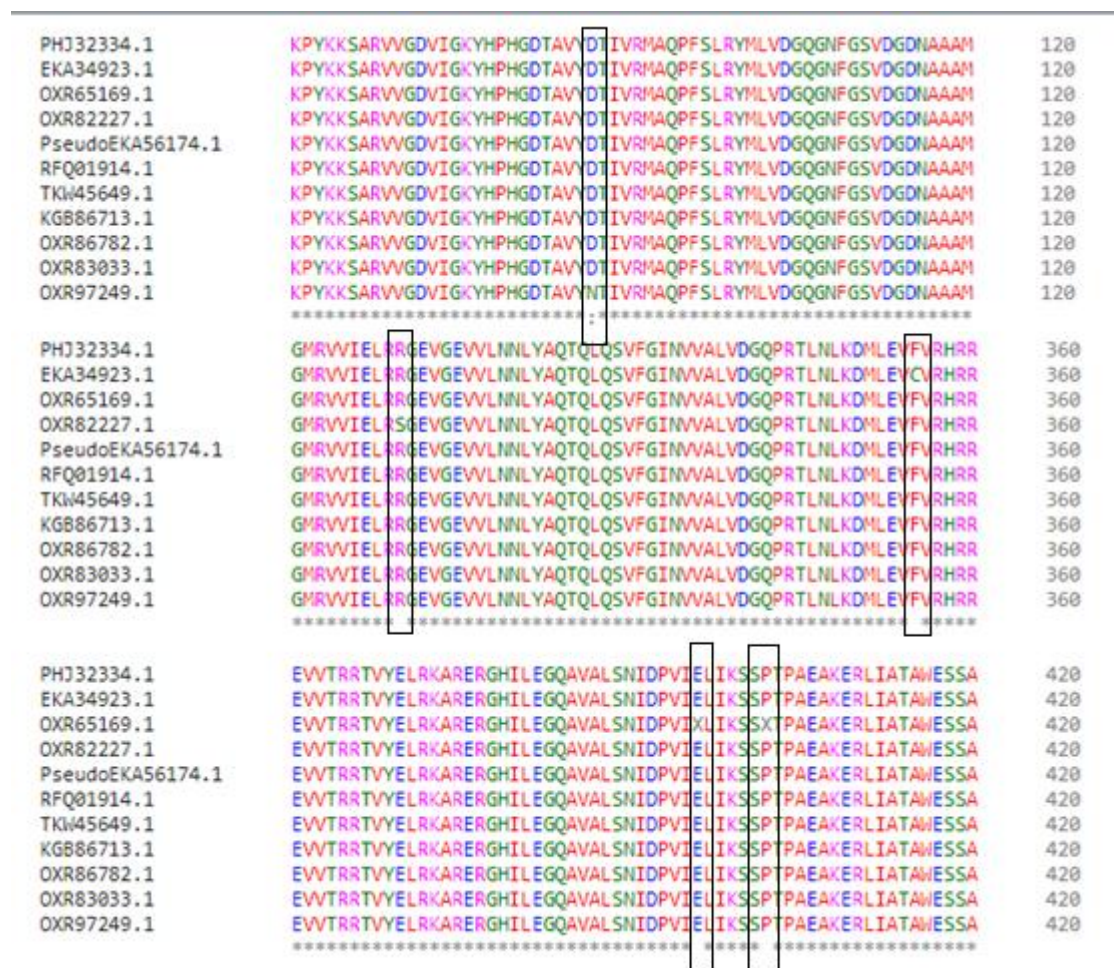 PHJ32334.1 KPYKKSARVVGDVIGKYHPHGDTAVYDTIVRMAQPFSLRYMLVDGQGNFGSVDGDNAAAM 120
EKA34923.1 KPYKKSARVVGDVIGKYHPHGDTAVYDTIVRMAQPFSLRYMLVDGQGNFGSVDGDNAAAM 120
OXR65169.1 KPYKKSARVVGDVIGKYHPHGDTAVYDTIVRMAQPFSLRYMLVDGQGNFGSVDGDNAAAM 120
OXR82227.1 KPYKKSARVVGDVIGKYHPHGDTAVYDTIVRMAQPFSLRYMLVDGQGNFGSVDGDNAAAM 120
PseudoEKA56174.1 KPYKKSARVVGDVIGKYHPHGDTAVYDTIVRMAQPFSLRYMLVDGQGNFGSVDGDNAAAM 120
RFQ01914.1 KPYKKSARVVGDVIGKYHPHGDTAVYDTIVRMAQPFSLRYMLVDGQGNFGSVDGDNAAAM 120
TKW45649.1 KPYKKSARVVGDVIGKYHPHGDTAVYDTIVRMAQPFSLRYMLVDGQGNFGSVDGDNAAAM 120
KGB86713.1 KPYKKSARVVGDVIGKYHPHGDTAVYDTIVRMAQPFSLRYMLVDGQGNFGSVDGDNAAAM 120
OXR86782.1 KPYKKSARVVGDVIGKYHPHGDTAVYDTIVRMAQPFSLRYMLVDGQGNFGSVDGDNAAAM 120
OXR83033.1 KPYKKSARVVGDVIGKYHPHGDTAVYDTIVRMAQPFSLRYMLVDGQGNFGSVDGDNAAAM 120
OXR97249.1 KPYKKSARVVGDVIGKYHPHGDTAVYNTIVRMAQPFSLRYMLVDGQGNFGSVDGDNAAAM 120
**************************:*********************************
PHJ32334.1 GMRVVIELRRGEVGEVVLNNLYAQTQLQSVFGINVVALVDGQPRTLNLKDMLEVFVRHRR 360
EKA34923.1 GMRVVIELRRGEVGEVVLNNLYAQTQLQSVFGINVVALVDGQPRTLNLKDMLEVCVRHRR 360
OXR65169.1 GMRVVIELRRGEVGEVVLNNLYAQTQLQSVFGINVVALVDGQPRTLNLKDMLEVFVRHRR 360
OXR82227.1 GMRVVIELRSGEVGEVVLNNLYAQTQLQSVFGINVVALVDGQPRTLNLKDMLEVFVRHRR 360
PseudoEKA56174.1 GMRVVIELRRGEVGEVVLNNLYAQTQLQSVFGINVVALVDGQPRTLNLKDMLEVFVRHRR 360
RFQ01914.1 GMRVVIELRRGEVGEVVLNNLYAQTQLQSVFGINVVALVDGQPRTLNLKDMLEVFVRHRR 360
TKW45649.1 GMRVVIELRRGEVGEVVLNNLYAQTQLQSVFGINVVALVDGQPRTLNLKDMLEVFVRHRR 360
KGB86713.1 GMRVVIELRRGEVGEVVLNNLYAQTQLQSVFGINVVALVDGQPRTLNLKDMLEVFVRHRR 360
OXR86782.1 GMRVVIELRRGEVGEVVLNNLYAQTQLQSVFGINVVALVDGQPRTLNLKDMLEVFVRHRR 360
OXR83033.1 GMRVVIELRRGEVGEVVLNNLYAQTQLQSVFGINVVALVDGQPRTLNLKDMLEVFVRHRR 360
OXR97249.1 GMRVVIELRRGEVGEVVLNNLYAQTQLQSVFGINVVALVDGQPRTLNLKDMLEVFVRHRR 360
********* ******************************************** *****
PHJ32334.1 EVVTRRTVYELRKARERGHILEGQAVALSNIDPVIELIKSSPTPAEAKERLIATAWESSA 420
EKA34923.1 EVVTRRTVYELRKARERGHILEGQAVALSNIDPVIELIKSSPTPAEAKERLIATAWESSA 420
OXR65169.1 EVVTRRTVYELRKARERGHILEGQAVALSNIDPVIXLIKSSXTPAEAKERLIATAWESSA 420
OXR82227.1 EVVTRRTVYELRKARERGHILEGQAVALSNIDPVIELIKSSPTPAEAKERLIATAWESSA 420
PseudoEKA56174.1 EVVTRRTVYELRKARERGHILEGQAVALSNIDPVIELIKSSPTPAEAKERLIATAWESSA 420
RFQ01914.1 EVVTRRTVYELRKARERGHILEGQAVALSNIDPVIELIKSSPTPAEAKERLIATAWESSA 420
TKW45649.1 EVVTRRTVYELRKARERGHILEGQAVALSNIDPVIELIKSSPTPAEAKERLIATAWESSA 420
KGB86713.1 EVVTRRTVYELRKARERGHILEGQAVALSNIDPVIELIKSSPTPAEAKERLIATAWESSA 420
OXR86782.1 EVVTRRTVYELRKARERGHILEGQAVALSNIDPVIELIKSSPTPAEAKERLIATAWESSA 420
OXR83033.1 EVVTRRTVYELRKARERGHILEGQAVALSNIDPVIELIKSSPTPAEAKERLIATAWESSA 420
OXR97249.1 EVVTRRTVYELRKARERGHILEGQAVALSNIDPVIELIKSSPTPAEAKERLIATAWESSA 420
*********************************** ***** ******************